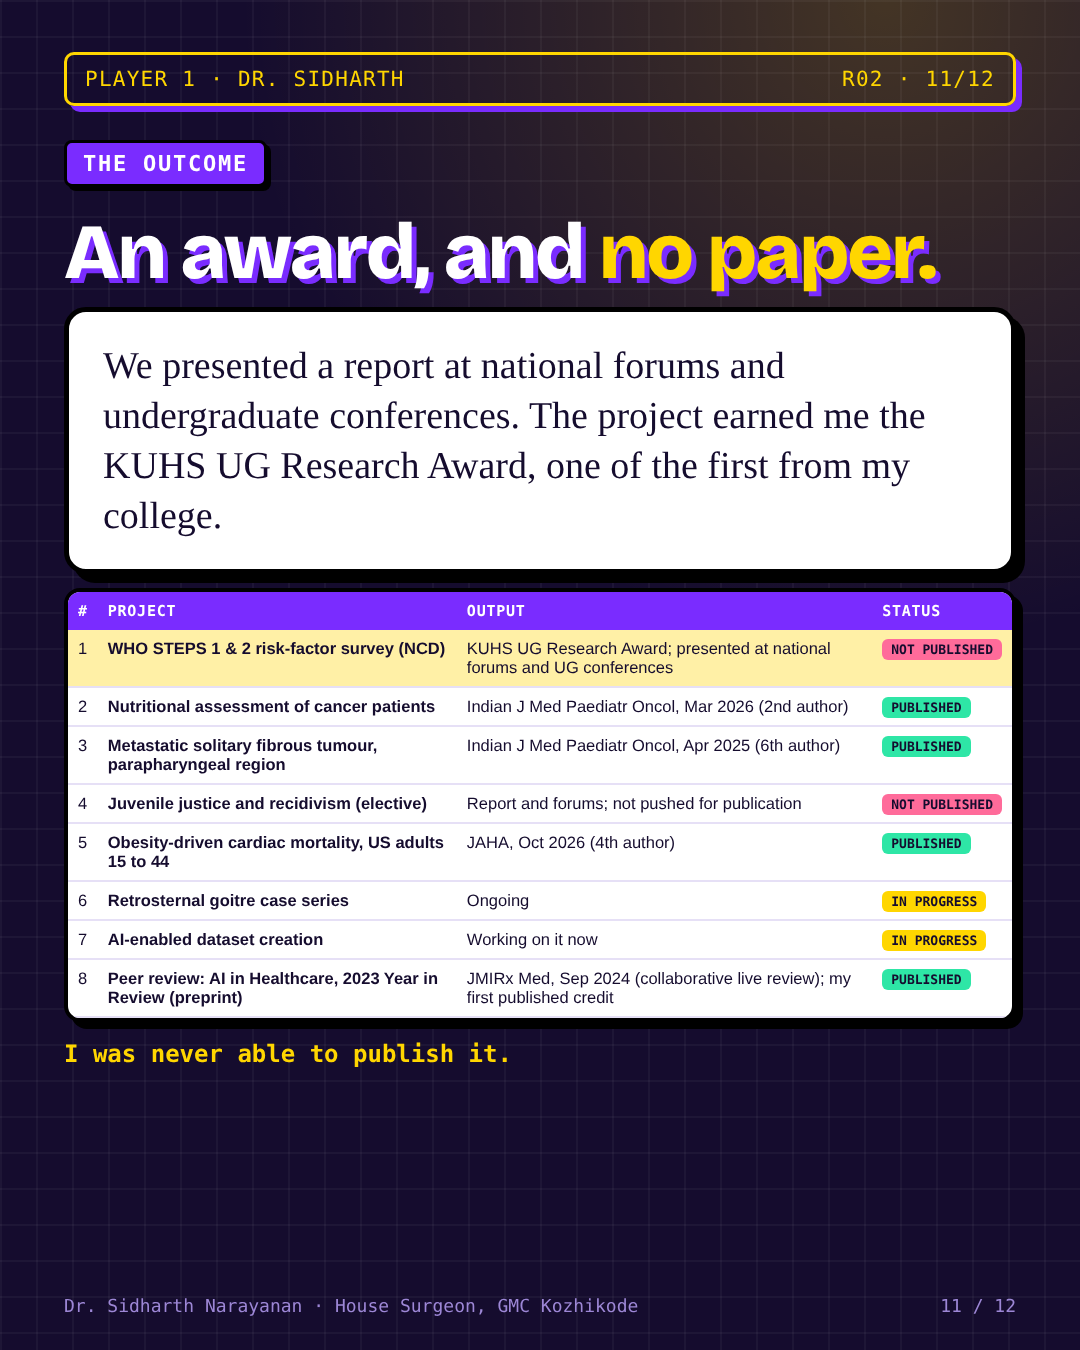 PLAYER 1 · DR. SIDHARTH
R02 · 11/12
THE OUTCOME
An award, and no paper.
We presented a report at national forums and
undergraduate conferences. The project earned me the
KUHS UG Research Award, one of the first from my
college.
# PROJECT OUTPUT STATUS
1 WHO STEPS 1 & 2 risk-factor survey (NCD) KUHS UG Research Award; presented at national NOT PUBLISHED
forums and UG conferences
2 Nutritional assessment of cancer patients Indian J Med Paediatr Oncol, Mar 2026 (2nd author) PUBLISHED
3 Metastatic solitary fibrous tumour, Indian J Med Paediatr Oncol, Apr 2025 (6th author) PUBLISHED
parapharyngeal region
4 Juvenile justice and recidivism (elective) Report and forums; not pushed for publication NOT PUBLISHED
5 Obesity-driven cardiac mortality, US adults JAHA, Oct 2026 (4th author) PUBLISHED
15 to 44
6 Retrosternal goitre case series Ongoing IN PROGRESS
7 AI-enabled dataset creation Working on it now IN PROGRESS
8 Peer review: AI in Healthcare, 2023 Year in JMIRx Med, Sep 2024 (collaborative live review); my PUBLISHED
Review (preprint) first published credit
I was never able to publish it.
Dr. Sidharth Narayanan · House Surgeon, GMC Kozhikode
11 / 12